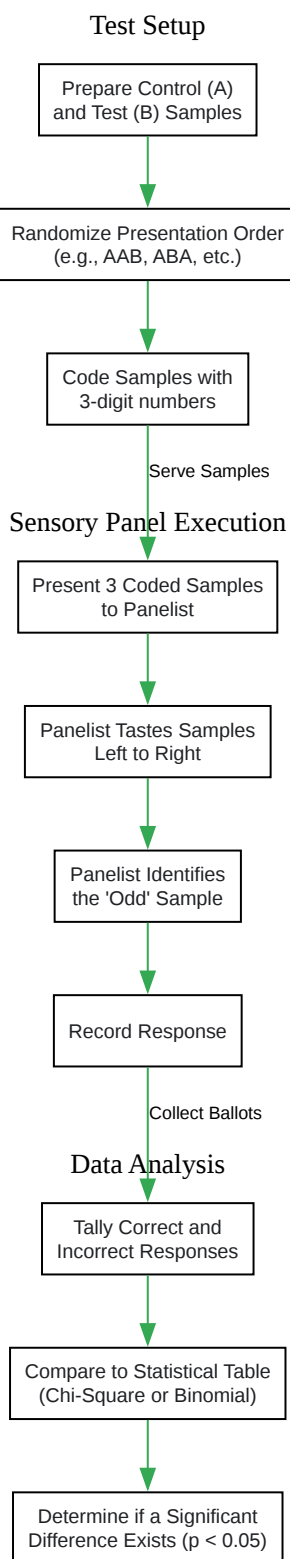 Test Setup
Prepare Control (A)
and Test (B) Samples
Randomize Presentation Order
(e.g., AAB, ABA, etc.)
Code Samples with
3-digit numbers
Serve Samples
Sensory Panel Execution
Present 3 Coded Samples
to Panelist
Panelist Tastes Samples
Left to Right
Panelist Identifies
the 'Odd' Sample
Record Response
Collect Ballots
Data Analysis
Tally Correct and
Incorrect Responses
Compare to Statistical Table
(Chi-Square or Binomial)
Determine if a Significant
Difference Exists (p < 0.05)